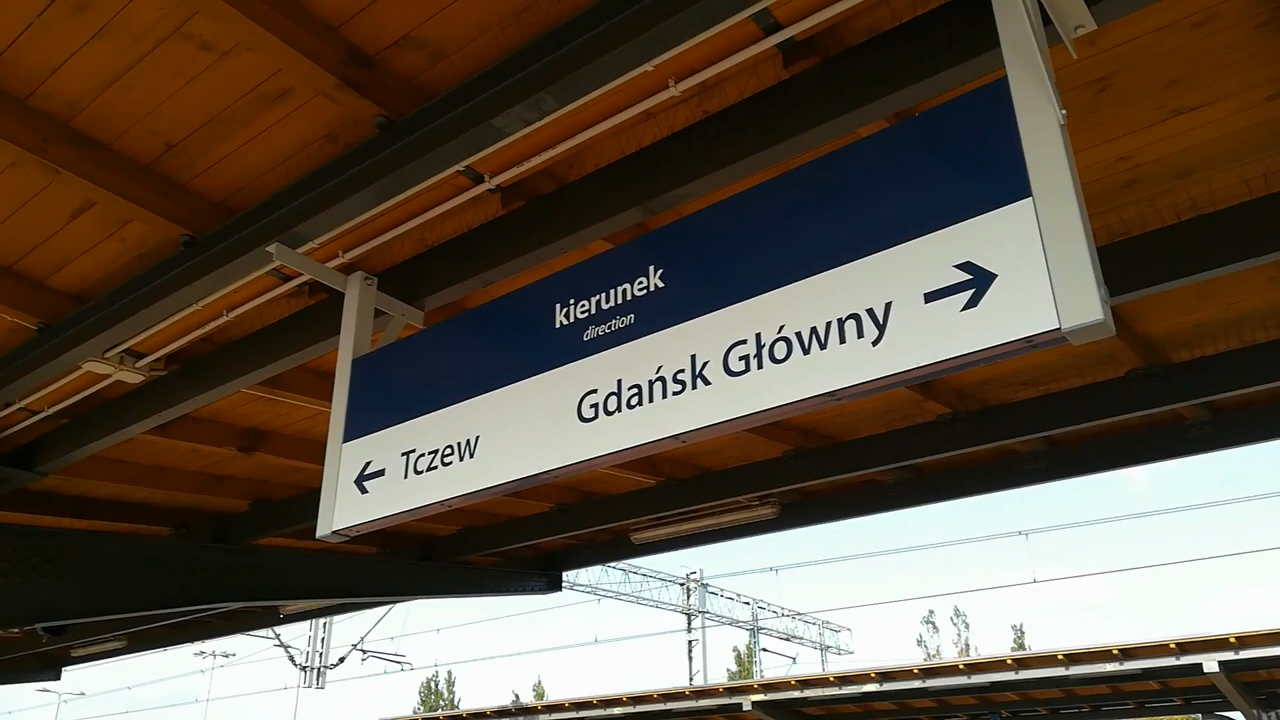 kierunek
direction
← Tczew Gdańsk Główny →